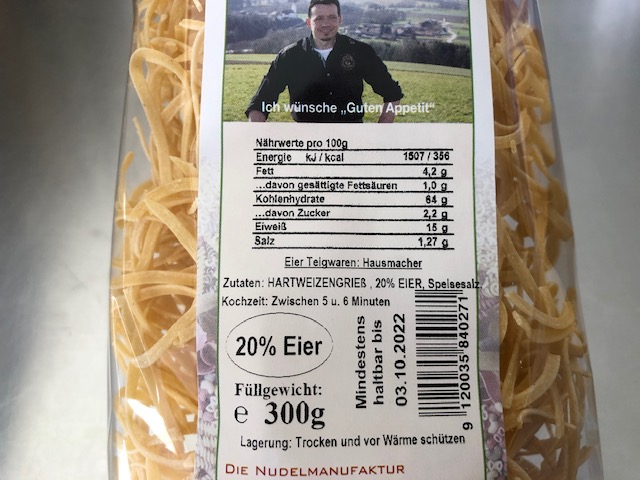 Ich wünsche „Guten Appetit“
Nährwerte pro 100g
Energie kJ / kcal 1507 / 356
Fett 4,2 g
...davon gesättigte Fettsäuren 1,0 g
Kohlenhydrate 64 g
...davon Zucker 2,2 g
Eiweiß 15 g
Salz 1,27 g
Eier Teigwaren: Hausmacher
Zutaten: HARTWEIZENGRIEß , 20% EIER, Speisesalz
Kochzeit: Zwischen 5 u. 6 Minuten
20% Eier
Füllgewicht:
e 300g
Mindestens
haltbar bis
03.10.2022
9 120035 840271
Lagerung: Trocken und vor Wärme schützen
DIE NUDELMANUFAKTUR